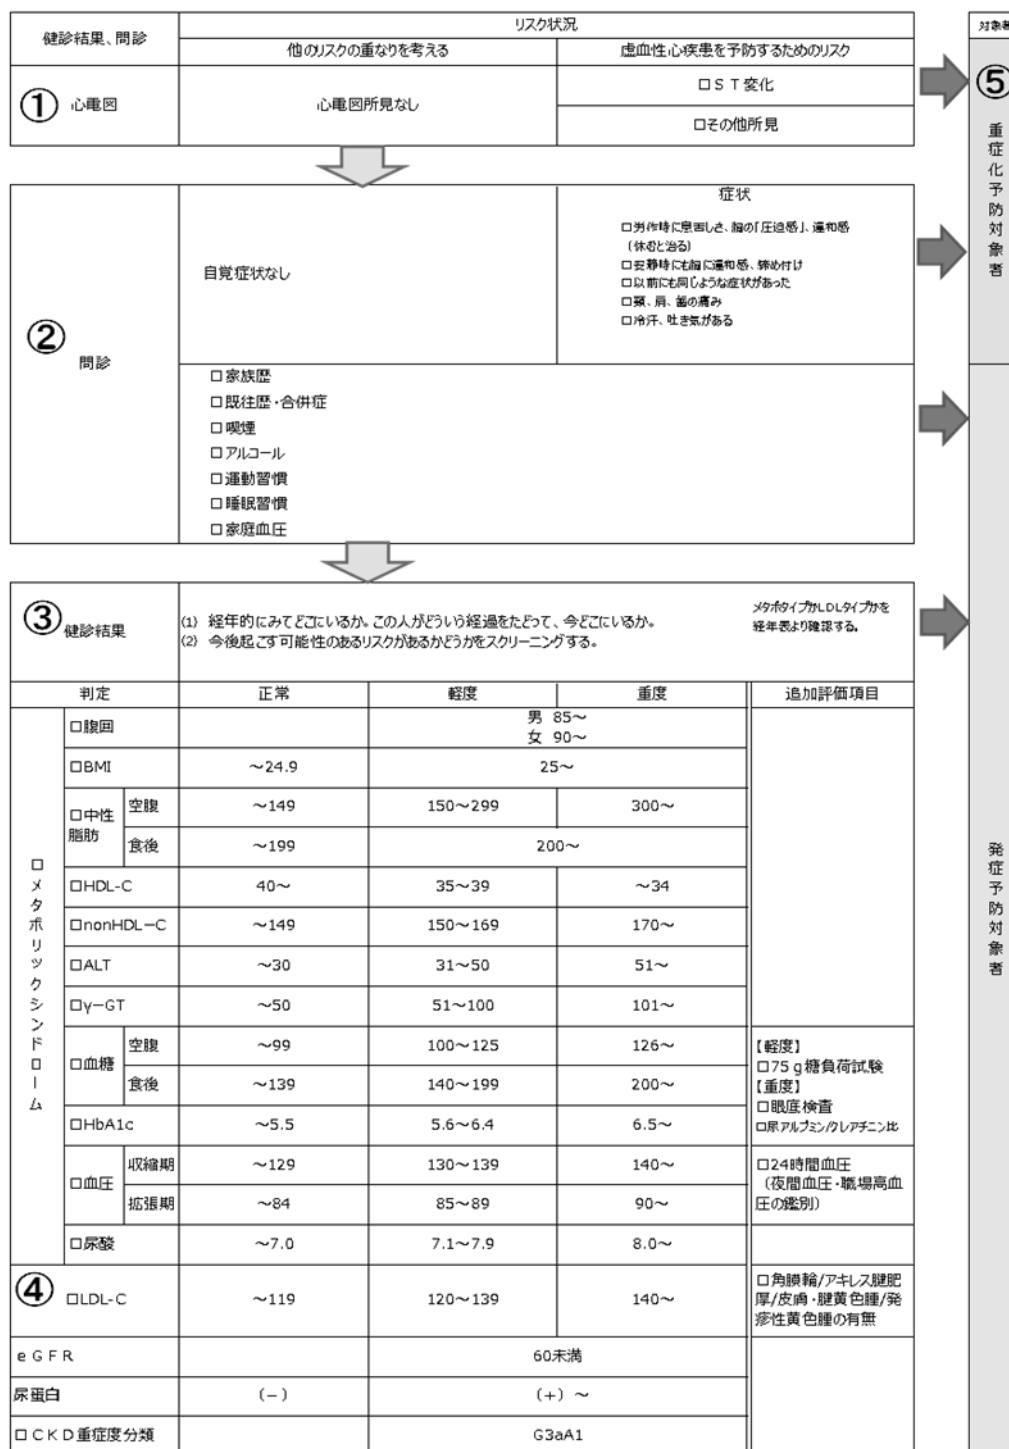 健診結果、問診
リスク状況
対象者
他のリスクの重なりを考える
虚血性心疾患を予防するためのリスク
① 心電図
心電図所見なし
□ＳＴ変化
□その他所見
⑤
重症化予防対象者
② 問診
自覚症状なし
症状
□労作時に息苦しさ、胸の「圧迫感」、違和感
（休むと治る）
□安静時にも胸に違和感、締め付け
□以前にも同じような症状があった
□頸、肩、歯の痛み
□冷汗、吐き気がある
□家族歴
□既往歴・合併症
□喫煙
□アルコール
□運動習慣
□睡眠習慣
□家庭血圧
③ 健診結果
(1) 経年的にみてどこにいるか。この人がどういう経過をたどって、今どこにいるか。
(2) 今後起こす可能性のあるリスクがあるかどうかをスクリーニングする。
メタボタイプかLDLタイプかを
経年表より確認する。
発症予防対象者
判定 正常 軽度 重度 追加評価項目
□メタボリックシンドローム
□腹囲 男 85～
女 90～
□BMI ～24.9 25～
□中性
脂肪
空腹 ～149 150～299 300～
食後 ～199 200～
□HDL-C 40～ 35～39 ～34
□nonHDL－C ～149 150～169 170～
□ALT ～30 31～50 51～
□γ－GT ～50 51～100 101～
□血糖
空腹 ～99 100～125 126～
食後 ～139 140～199 200～
□HbA1c ～5.5 5.6～6.4 6.5～
【軽度】
□75ｇ糖負荷試験
【重度】
□眼底検査
□尿アルブミン/クレアチニン比
□血圧
収縮期 ～129 130～139 140～
拡張期 ～84 85～89 90～
□24時間血圧
（夜間血圧・職場高血
圧の鑑別）
□尿酸 ～7.0 7.1～7.9 8.0～
④ □LDL-C ～119 120～139 140～
□角膜輪/アキレス腱肥
厚/皮膚・腱黄色腫/発
疹性黄色腫の有無
ｅＧＦＲ 60未満
尿蛋白 （－） （＋）～
□ＣＫＤ重症度分類 G3aA1